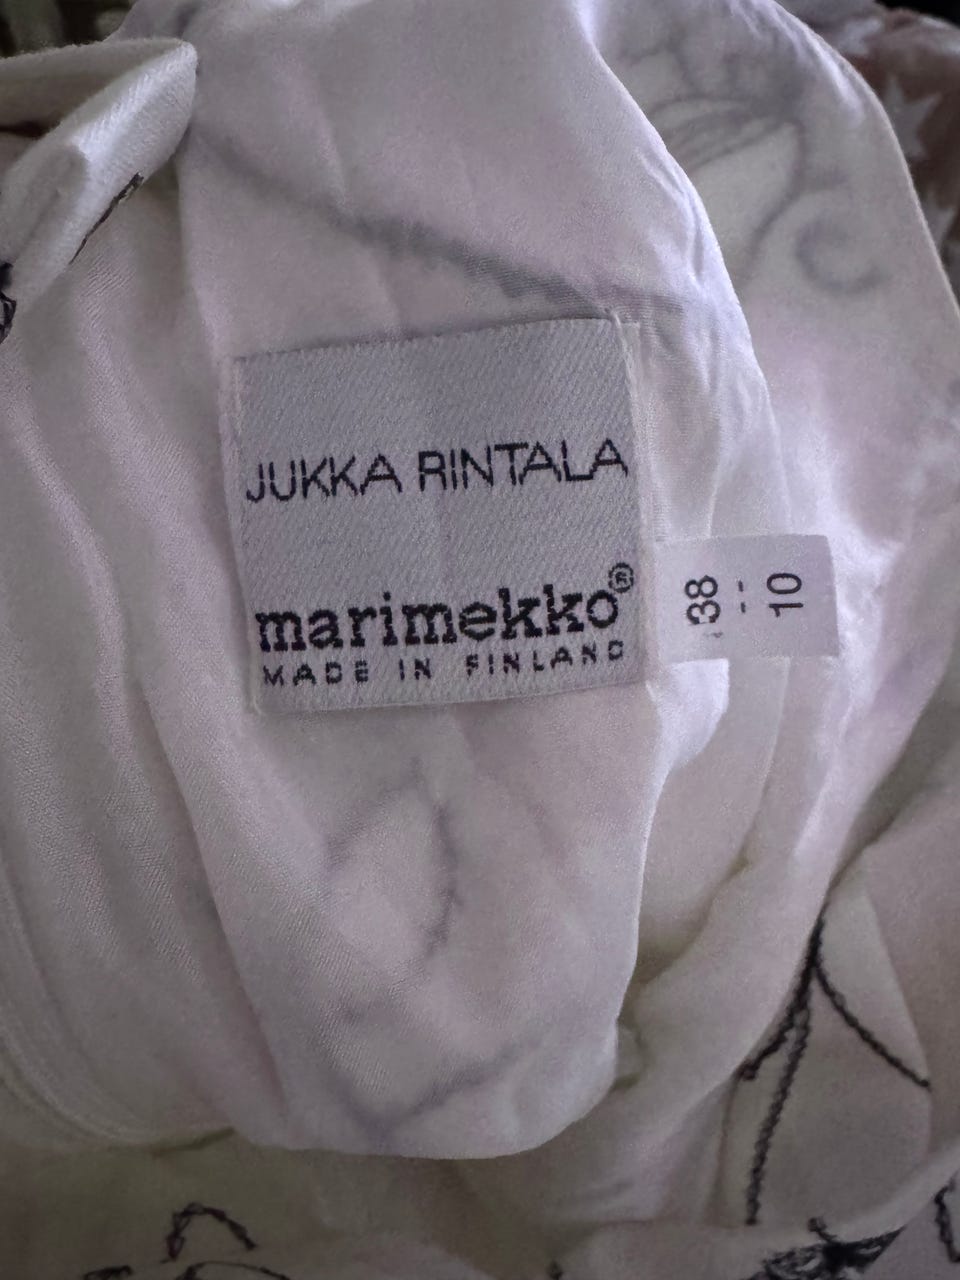 JUKKA RINTALA
marimekko®
MADE IN FINLAND
38
--
10